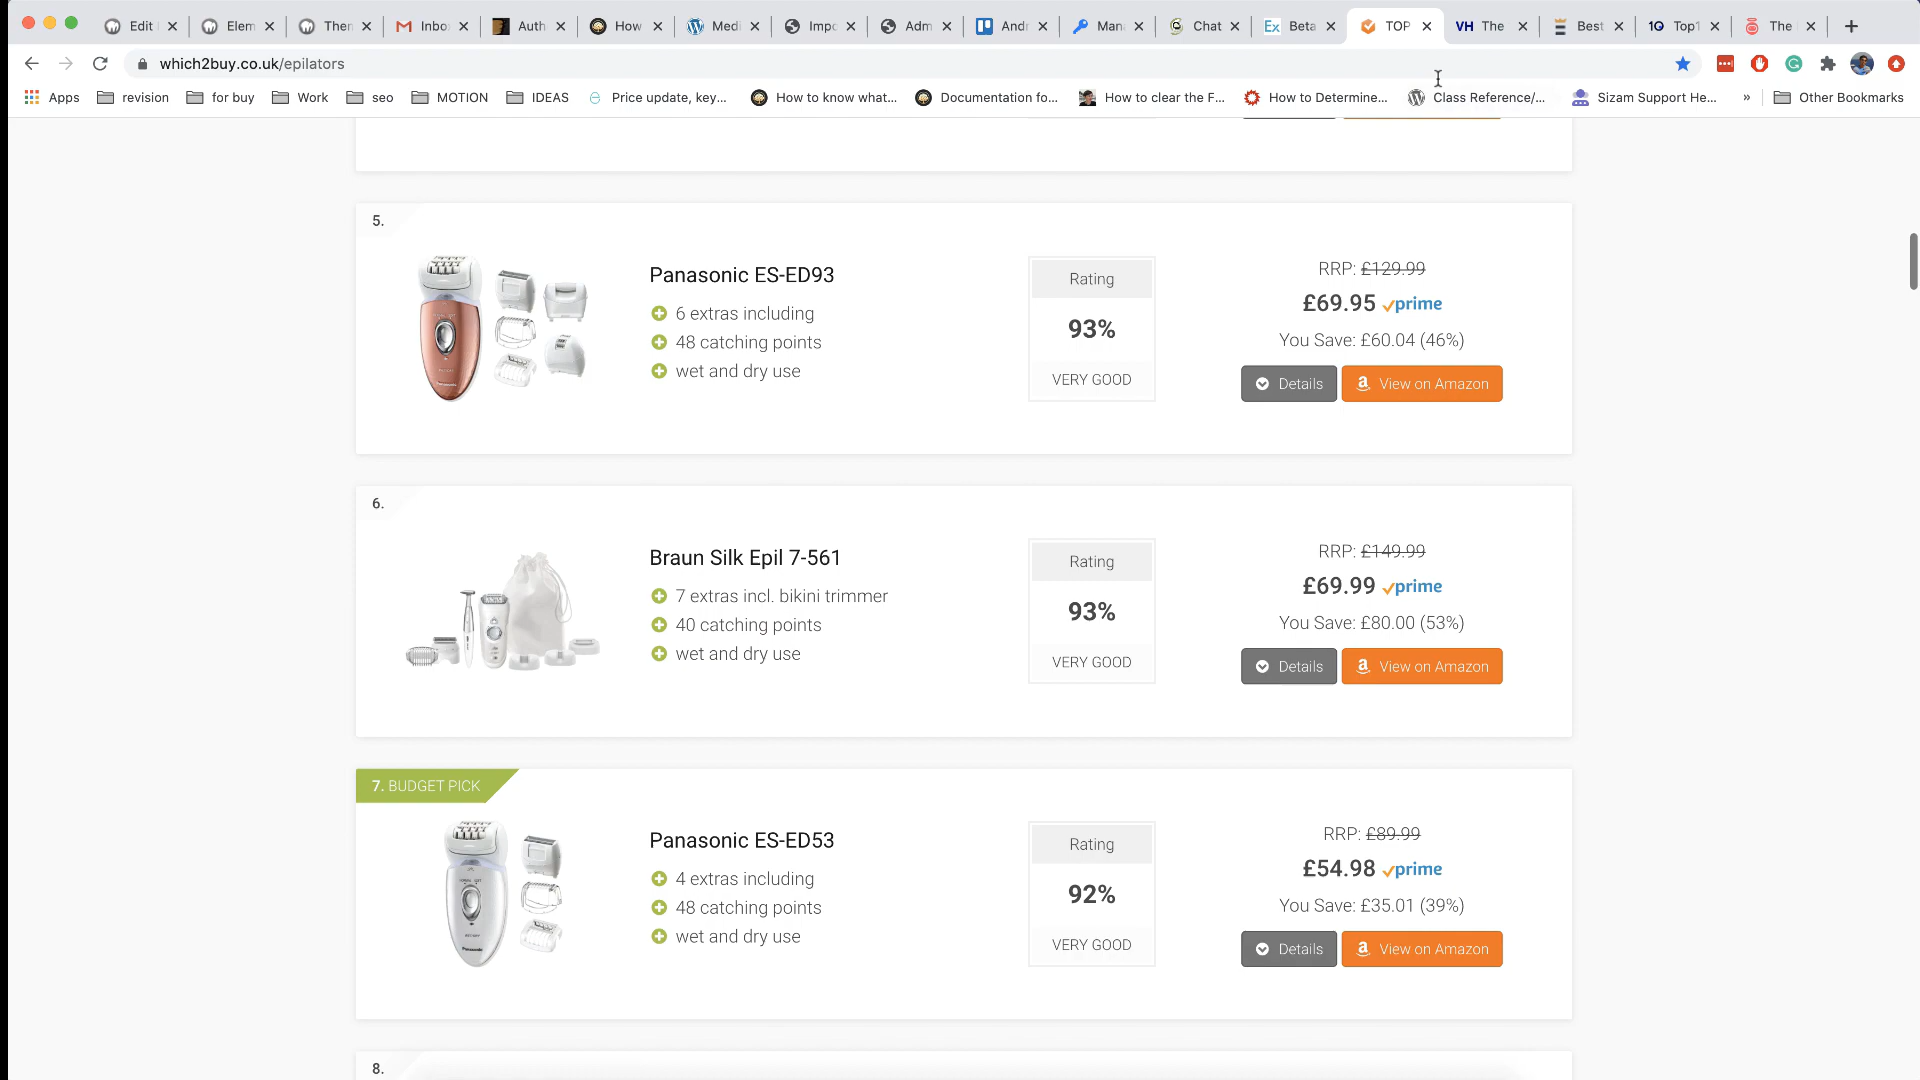 Edit
Elem
Then
Inbo
Auth
How
Medi
Impo
Adm
Andr
Man
Chat
Ex Beta
TOP
VH The
Best
1Q Top1
The
which2buy.co.uk/epilators
Apps
revision
for buy
Work
seo
MOTION
IDEAS
Price update, key...
How to know what...
Documentation fo...
How to clear the F...
How to Determine...
Class Reference/...
Sizam Support He...
»
Other Bookmarks
5.
Panasonic ES-ED93
6 extras including
48 catching points
wet and dry use
Rating
93%
VERY GOOD
RRP: £129.99
£69.95 prime
You Save: £60.04 (46%)
Details
a View on Amazon
6.
Braun Silk Epil 7-561
7 extras incl. bikini trimmer
40 catching points
wet and dry use
Rating
93%
VERY GOOD
RRP: £149.99
£69.99 prime
You Save: £80.00 (53%)
Details
a View on Amazon
7. BUDGET PICK
Panasonic ES-ED53
4 extras including
48 catching points
wet and dry use
Rating
92%
VERY GOOD
RRP: £89.99
£54.98 prime
You Save: £35.01 (39%)
Details
a View on Amazon
8.